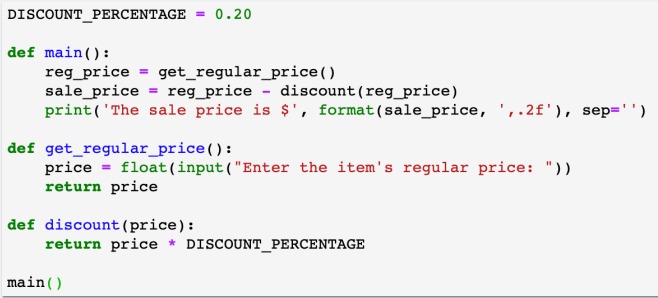 DISCOUNT_PERCENTAGE = 0.20
def main():
    reg_price = get_regular_price()
    sale_price = reg_price - discount(reg_price)
    print('The sale price is $', format(sale_price, ',.2f'), sep='')
def get_regular_price():
    price = float(input("Enter the item's regular price: "))
    return price
def discount(price):
    return price * DISCOUNT_PERCENTAGE
main()